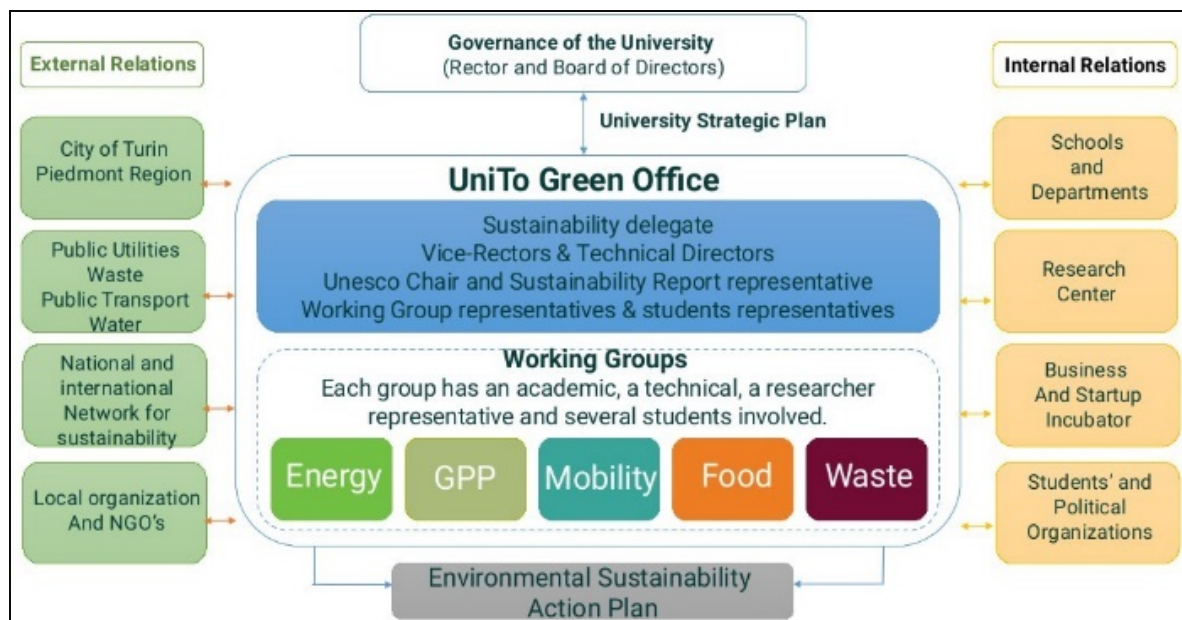 Governance of the University
(Rector and Board of Directors)
University Strategic Plan
External Relations
City of Turin
Piedmont Region
Public Utilities
Waste
Public Transport
Water
National and
international
Network for
sustainability
Local organization
And NGO's
UniTo Green Office
Sustainability delegate
Vice-Rectors & Technical Directors
Unesco Chair and Sustainability Report representative
Working Group representatives & students representatives
Working Groups
Each group has an academic, a technical, a researcher
representative and several students involved.
Energy
GPP
Mobility
Food
Waste
Environmental Sustainability
Action Plan
Internal Relations
Schools
and
Departments
Research
Center
Business
And Startup
Incubator
Students' and
Political
Organizations